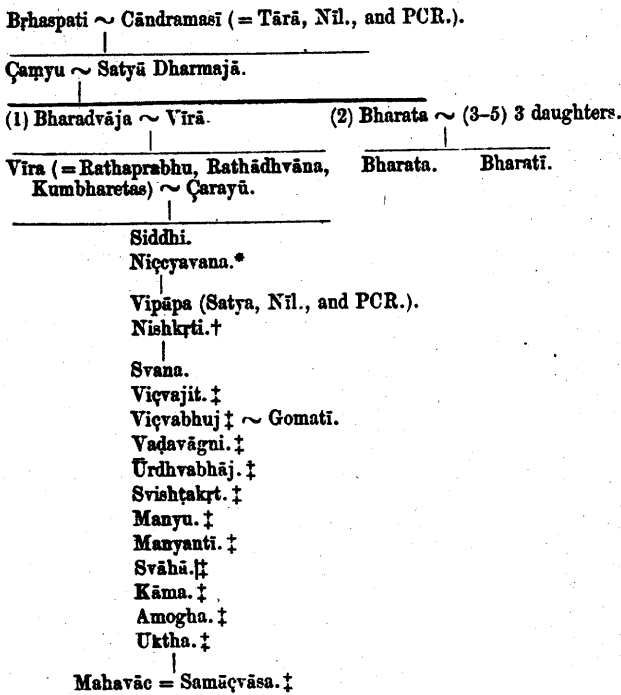 Bṛhaspati ~ Cāndramasī (= Tārā, Nīl., and PCR.).
Çaṃyu ~ Satyā Dharmajā.
(1) Bharadvāja ~ Vīrā. (2) Bharata ~ (3–5) 3 daughters.
Vīra (= Rathaprabhu, Rathādhvāna, Bharata. Bharatī.
Kumbharetas) ~ Çarayū.
Siddhi.
Niçcyavana.*
Vipāpa (Satya, Nīl., and PCR.).
Nishkṛti.†
Svana.
Viçvajit.‡
Viçvabhuj ‡ ~ Gomatī.
Vaḍavāgni.‡
Ūrdhvabhāj.‡
Svishṭakṛt.‡
Manyu.‡
Manyantī.‡
Svāhā.‖‡
Kāma.‡
Amogha.‡
Uktha.‡
Mahavāc = Samāçvāsa.‡